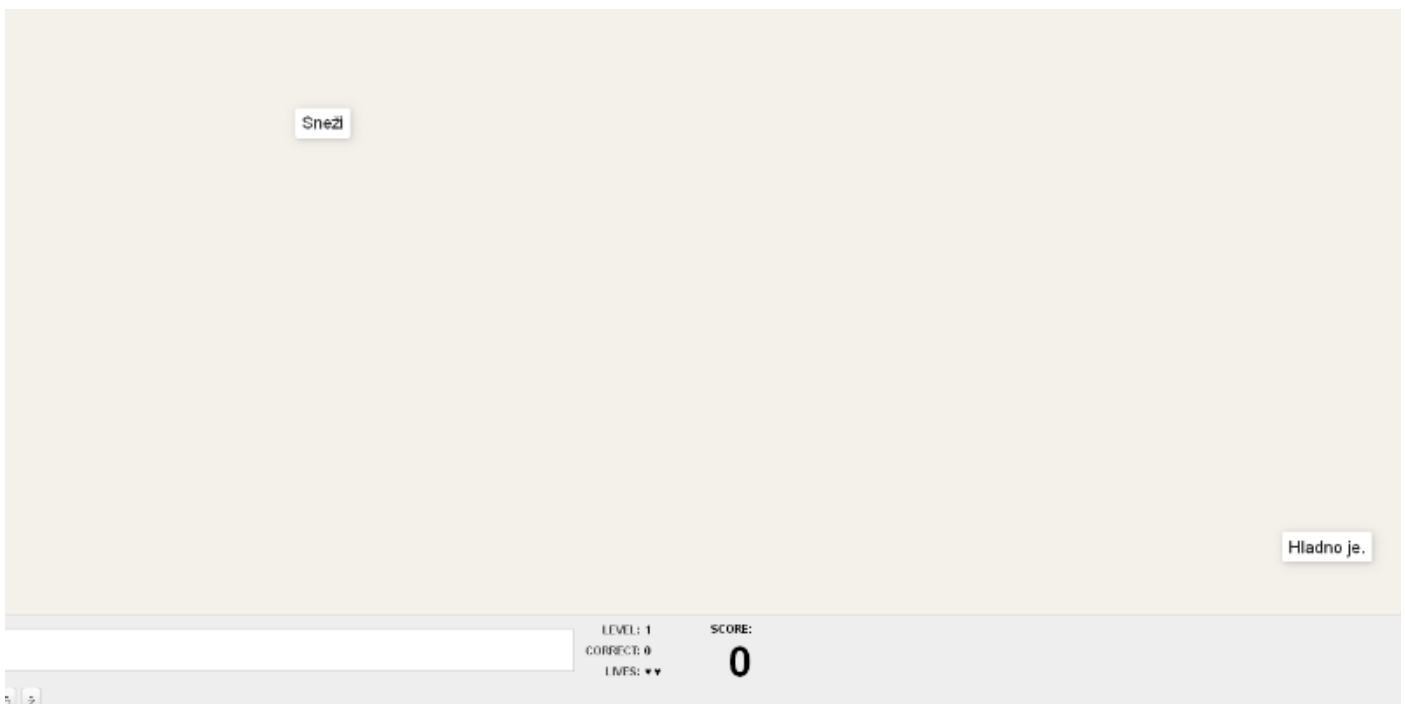 Sneži
Hladno je.
LEVEL: 1
SCORE:
CORRECT: 0
0
LIVES: ♥♥
ž